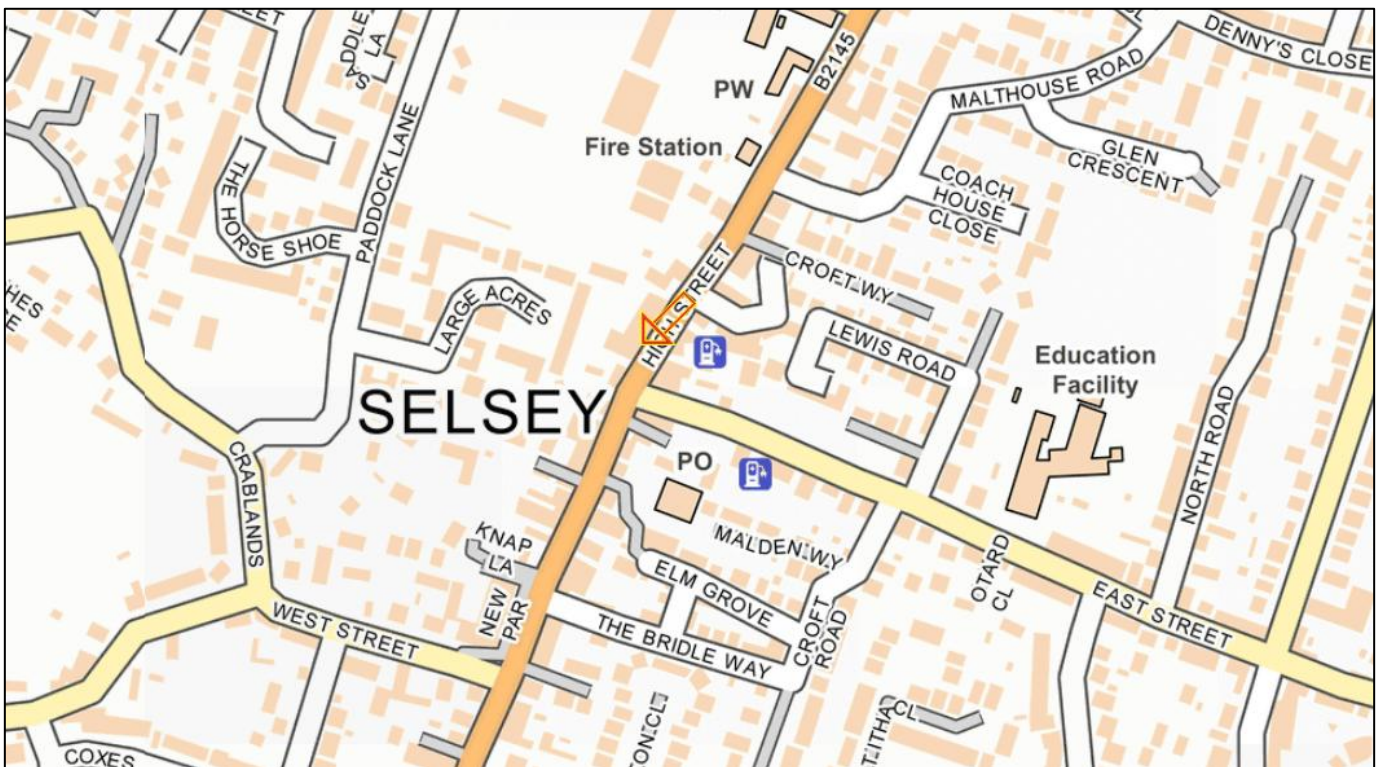 SADDLE
LA
B2145
DENNY'S CLOSE
PW
MALTHOUSE ROAD
Fire Station
GLEN
CRESCENT
PADDOCK LANE
COACH
HOUSE
CLOSE
THE HORSE SHOE
HIGH STREET
CROFT WY
LARGE ACRES
LEWIS ROAD
Education
Facility
SELSEY
CRABLANDS
NORTH ROAD
PO
KNAP
LA
MALDEN WY
ELM GROVE
OTARD
CL
NEW
PAR
WEST STREET
THE BRIDLE WAY
CROFT
ROAD
EAST STREET
COXES